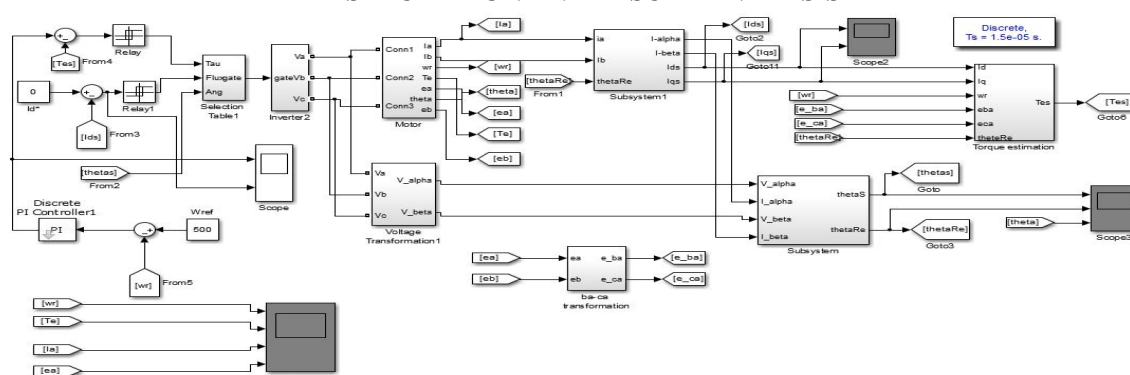 [Tes]
From4
Relay
0
Id*
Relay1
[Ids]
From3
[thetas]
From2
Tau
Fluxgate
Ang
Selection
Table1
gate
Va
Vb
Vc
Inverter2
Conn1
Conn2
Conn3
Ia
Ib
wr
Te
theta
ea
eb
Motor
[Ia]
[wr]
[theta]
[ea]
[Te]
[eb]
[thetaRe]
From1
ia
Ib
thetaRe
I-alpha
I-beta
Ids
Iqs
Subsystem1
[Ids]
Goto2
[Iqs]
Goto11
Scope2
Discrete,
Ts = 1.5e-05 s.
[wr]
[e_ba]
[e_ca]
[thetaRe]
Id
Iq
wr
eba
eca
theteRe
Tes
Torque estimation
[Tes]
Goto6
Scope
Discrete
PI Controller1
PI
Wref
500
[wr]
From5
Va
Vb
Vc
V_alpha
V_beta
Voltage
Transformation1
V_alpha
I_alpha
V_beta
I_beta
thetaS
thetaRe
Subsystem
[thetas]
Goto
[thetaRe]
Goto3
[theta]
Scope3
[ea]
[eb]
ea
eb
e_ba
e_ca
ba-ca
transformation
[e_ba]
[e_ca]
[wr]
[Te]
[Ia]
[ea]